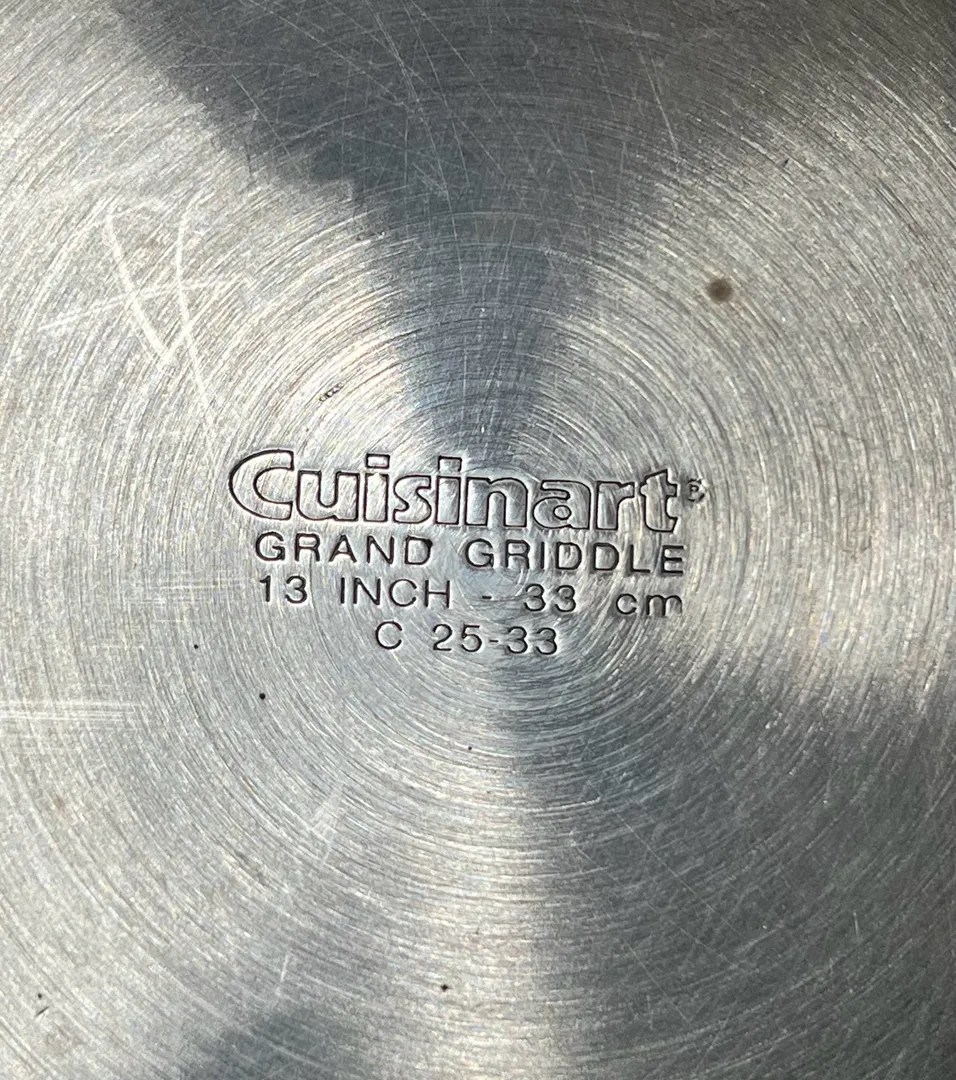 Cuisinart®
GRAND GRIDDLE
13 INCH - 33 cm
C 25-33